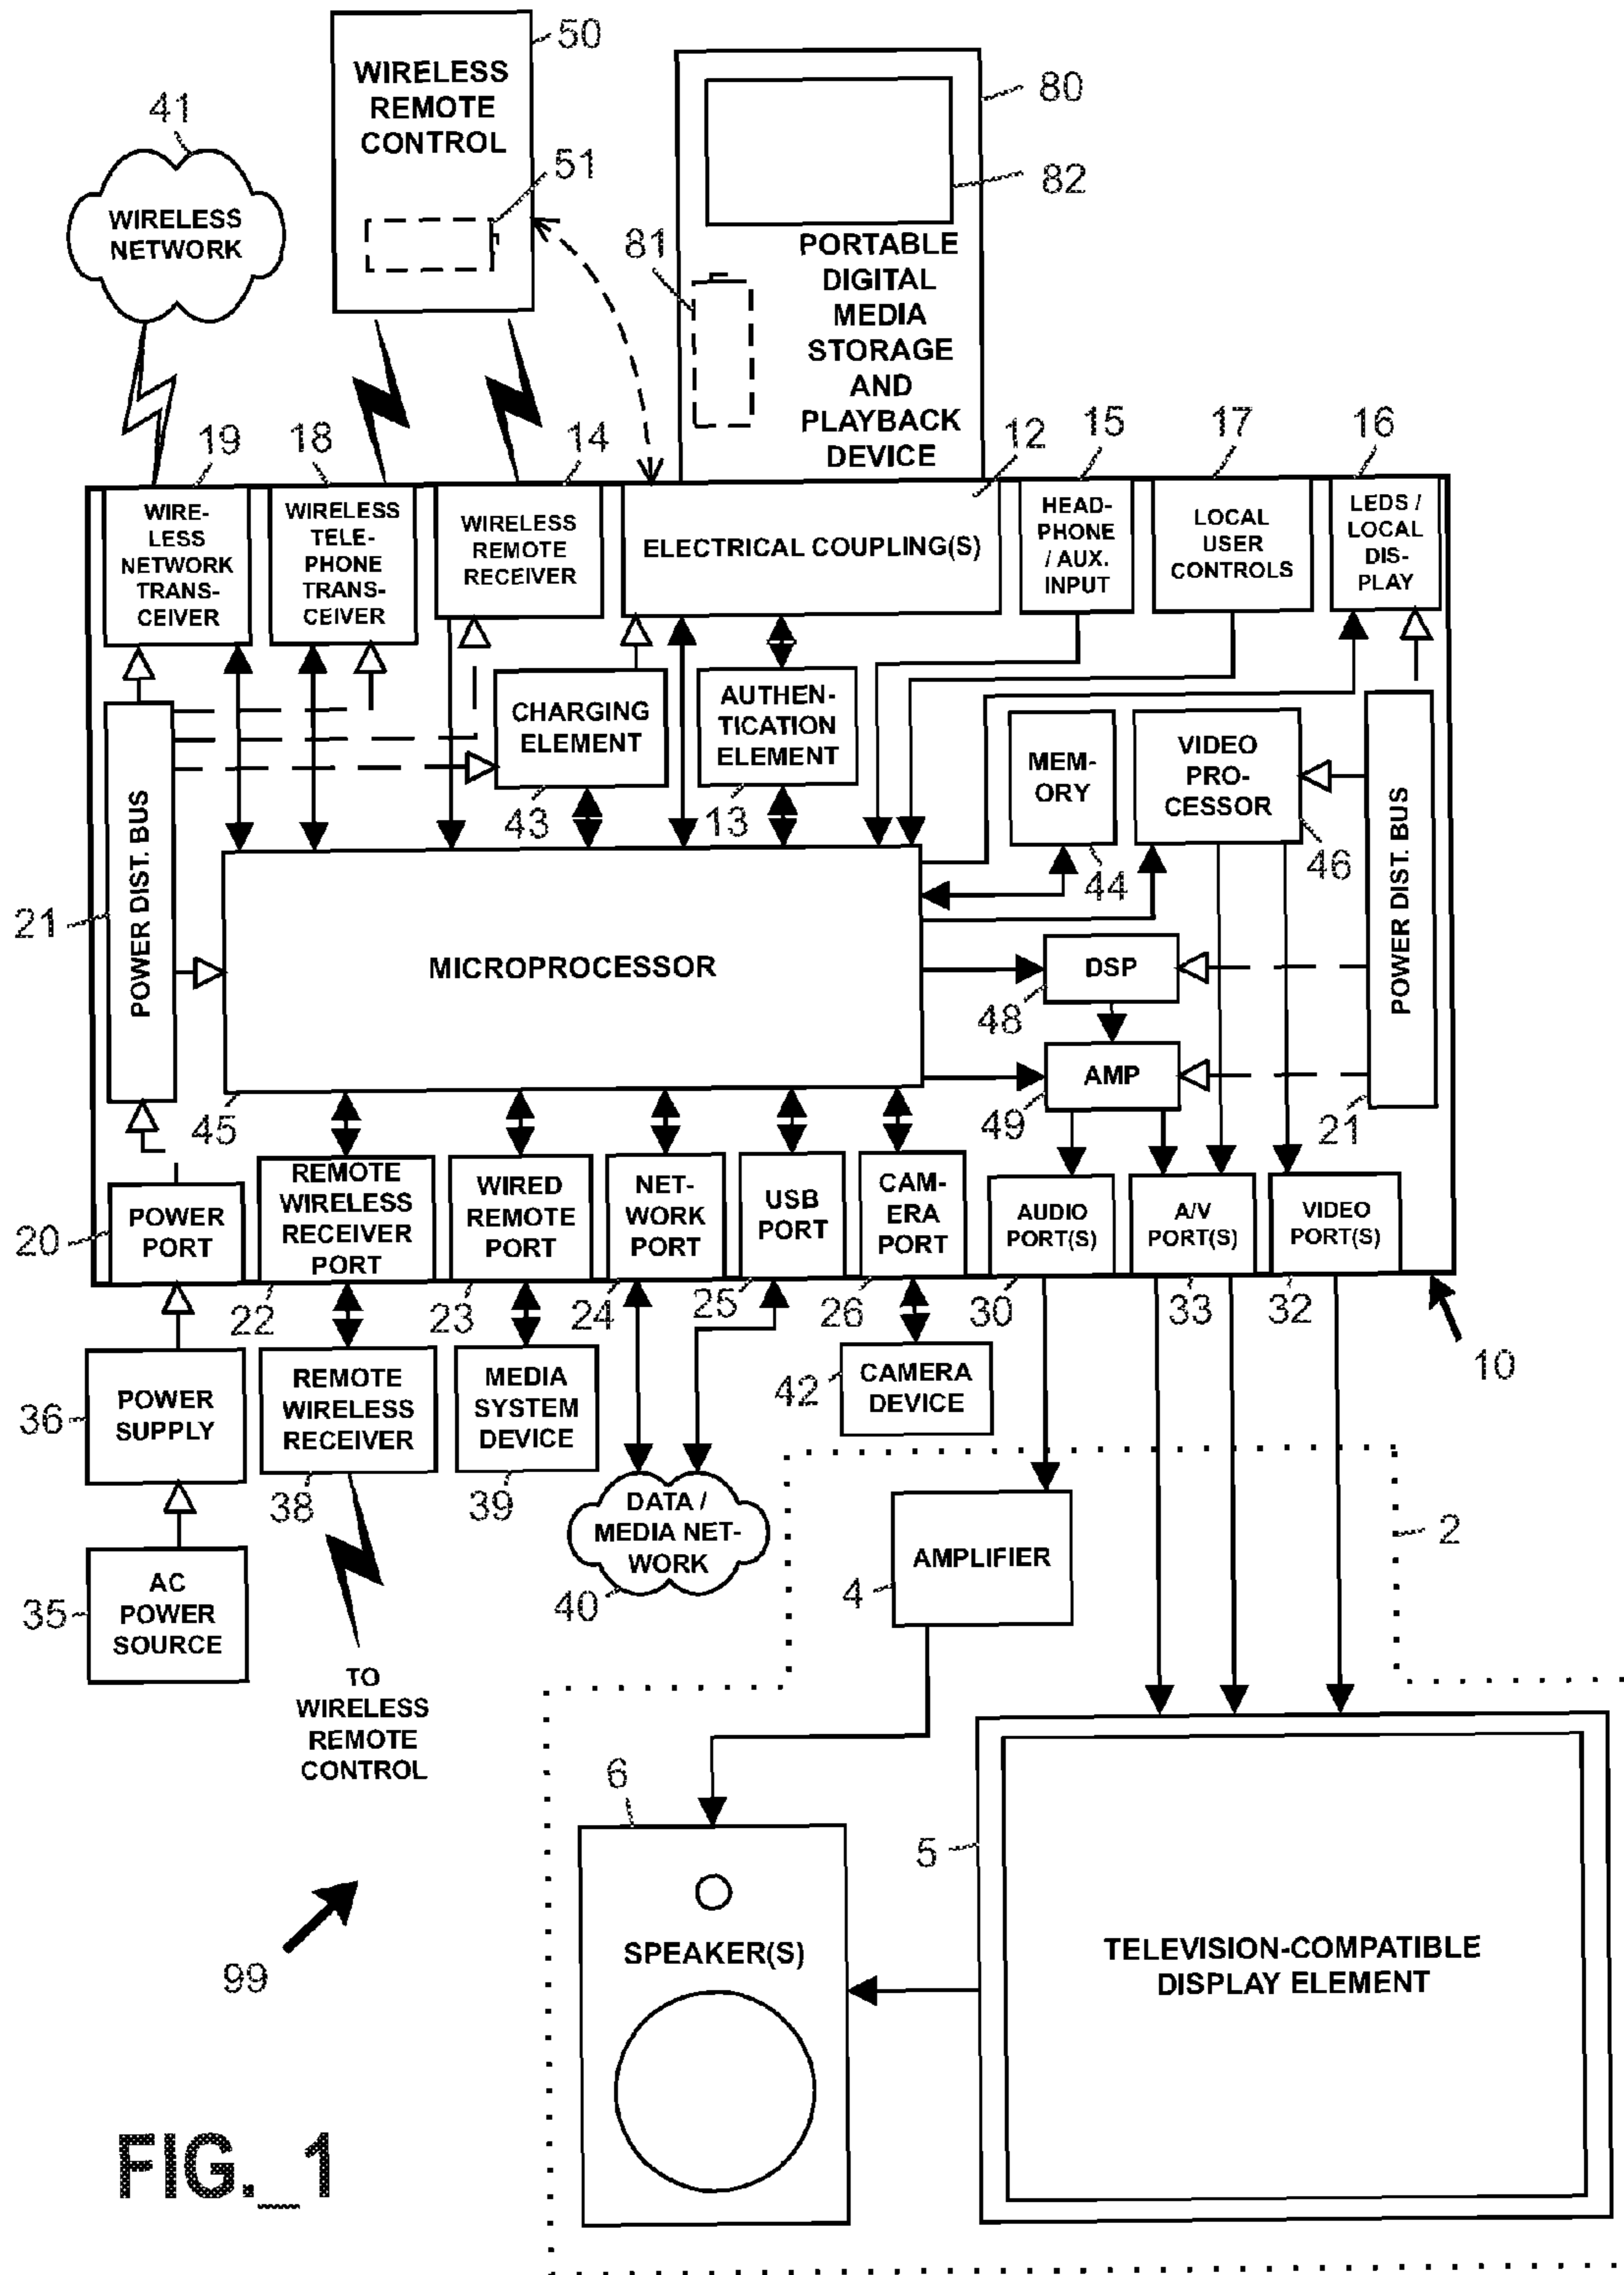 50
WIRELESS
REMOTE
CONTROL
51
80
82
41
WIRELESS
NETWORK
81
PORTABLE
DIGITAL
MEDIA
STORAGE
AND
PLAYBACK
DEVICE
19
18
14
12
15
17
16
WIRE-
LESS
NETWORK
TRANS-
CEIVER
WIRELESS
TELE-
PHONE
TRANS-
CEIVER
WIRELESS
REMOTE
RECEIVER
ELECTRICAL COUPLING(S)
HEAD-
PHONE
/ AUX.
INPUT
LOCAL
USER
CONTROLS
LEDS /
LOCAL
DIS-
PLAY
CHARGING
ELEMENT
43
AUTHEN-
TICATION
ELEMENT
13
MEM-
ORY
44
VIDEO
PRO-
CESSOR
46
POWER DIST. BUS
21
MICROPROCESSOR
45
DSP
48
AMP
49
POWER DIST. BUS
21
POWER
PORT
20
REMOTE
WIRELESS
RECEIVER
PORT
22
WIRED
REMOTE
PORT
23
NET-
WORK
PORT
24
USB
PORT
25
CAM-
ERA
PORT
26
AUDIO
PORT(S)
30
A/V
PORT(S)
33
VIDEO
PORT(S)
32
10
POWER
SUPPLY
36
REMOTE
WIRELESS
RECEIVER
38
MEDIA
SYSTEM
DEVICE
39
CAMERA
DEVICE
42
DATA /
MEDIA NET-
WORK
40
AC
POWER
SOURCE
35
TO
WIRELESS
REMOTE
CONTROL
AMPLIFIER
4
2
6
SPEAKER(S)
5
TELEVISION-COMPATIBLE
DISPLAY ELEMENT
99
FIG._1